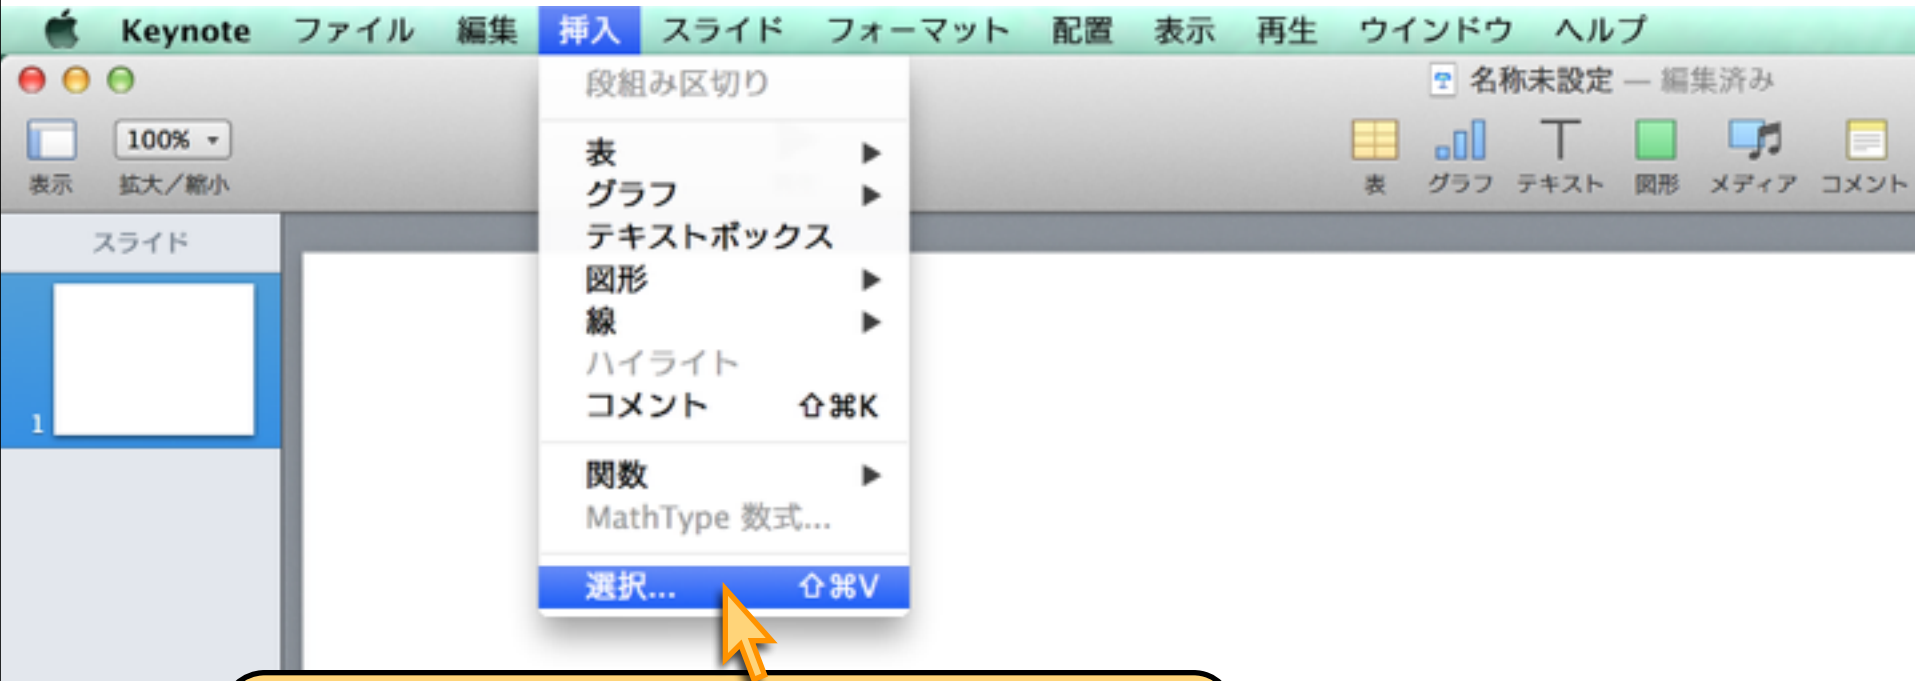 Keynote ファイル 編集 挿入 スライド フォーマット 配置 表示 再生 ウインドウ ヘルプ
名称未設定 — 編集済み
100%
表示 拡大／縮小
表 グラフ テキスト 図形 メディア コメント
スライド
1
段組み区切り
表
グラフ
テキストボックス
図形
線
ハイライト
コメント ⇧⌘K
関数
MathType 数式...
選択... ⇧⌘V